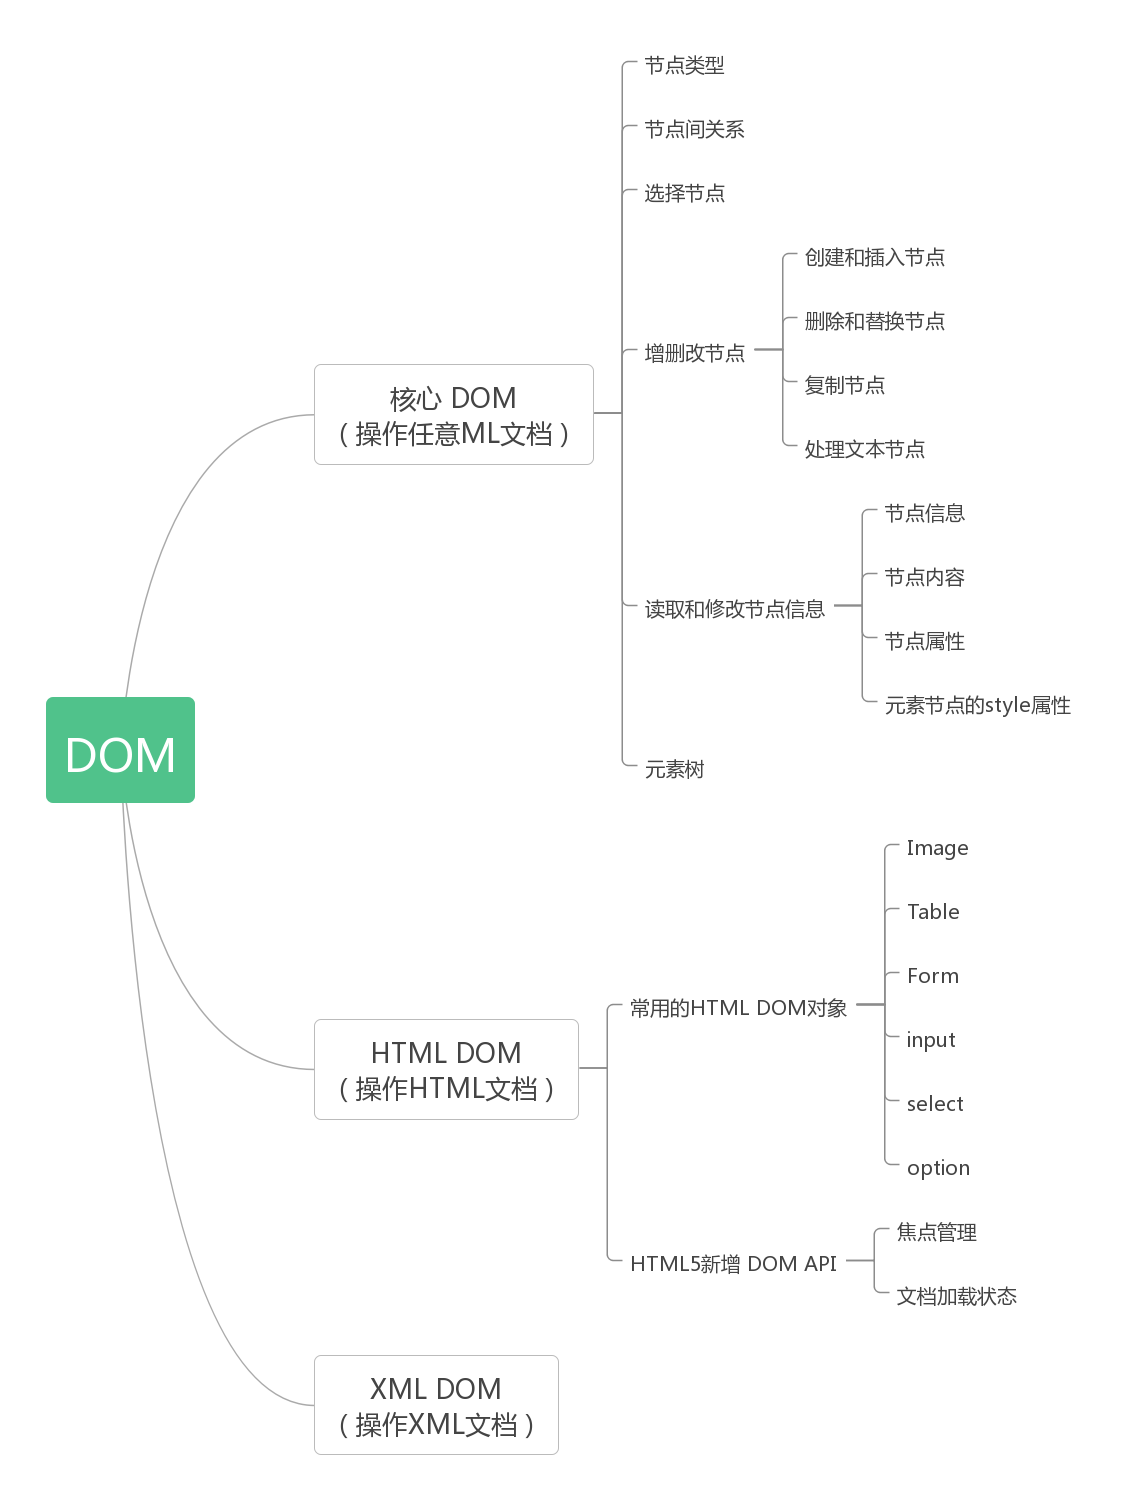 DOM
核心 DOM
（操作任意ML文档）
节点类型
节点间关系
选择节点
增删改节点
创建和插入节点
删除和替换节点
复制节点
处理文本节点
读取和修改节点信息
节点信息
节点内容
节点属性
元素节点的style属性
元素树
HTML DOM
（操作HTML文档）
常用的HTML DOM对象
Image
Table
Form
input
select
option
HTML5新增 DOM API
焦点管理
文档加载状态
XML DOM
（操作XML文档）